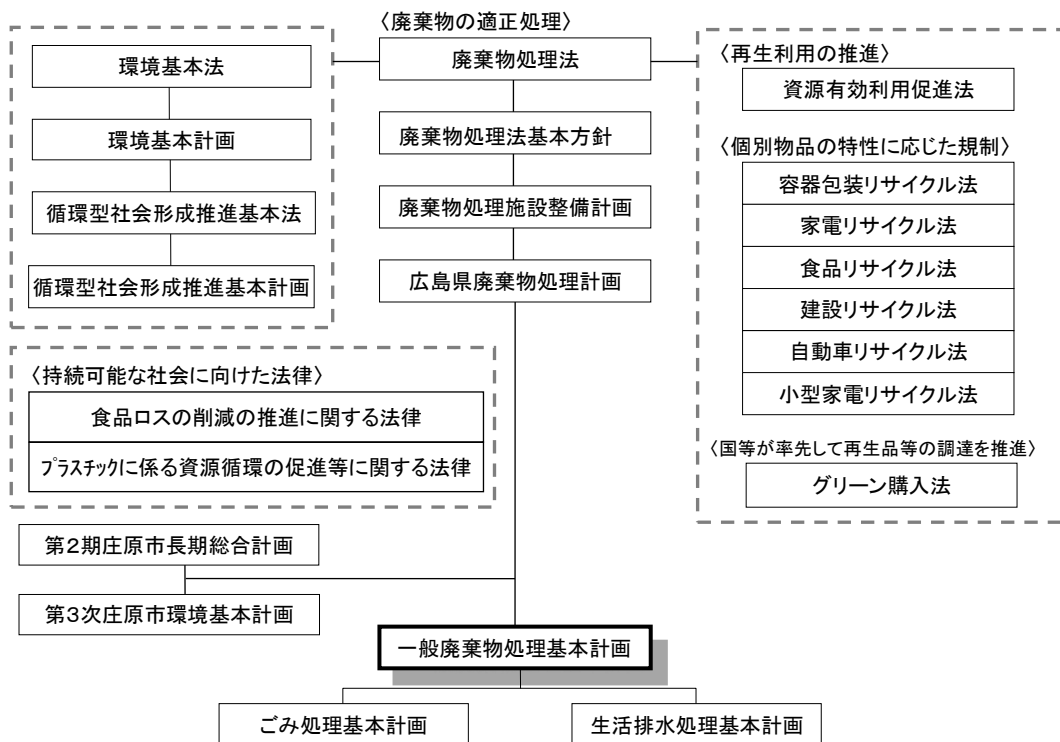 〈廃棄物の適正処理〉
環境基本法
環境基本計画
循環型社会形成推進基本法
循環型社会形成推進基本計画
廃棄物処理法
廃棄物処理法基本方針
廃棄物処理施設整備計画
広島県廃棄物処理計画
〈再生利用の推進〉
資源有効利用促進法
〈個別物品の特性に応じた規制〉
容器包装リサイクル法
家電リサイクル法
食品リサイクル法
建設リサイクル法
自動車リサイクル法
小型家電リサイクル法
〈国等が率先して再生品等の調達を推進〉
グリーン購入法
〈持続可能な社会に向けた法律〉
食品ロスの削減の推進に関する法律
プラスチックに係る資源循環の促進等に関する法律
第2期庄原市長期総合計画
第3次庄原市環境基本計画
一般廃棄物処理基本計画
ごみ処理基本計画
生活排水処理基本計画